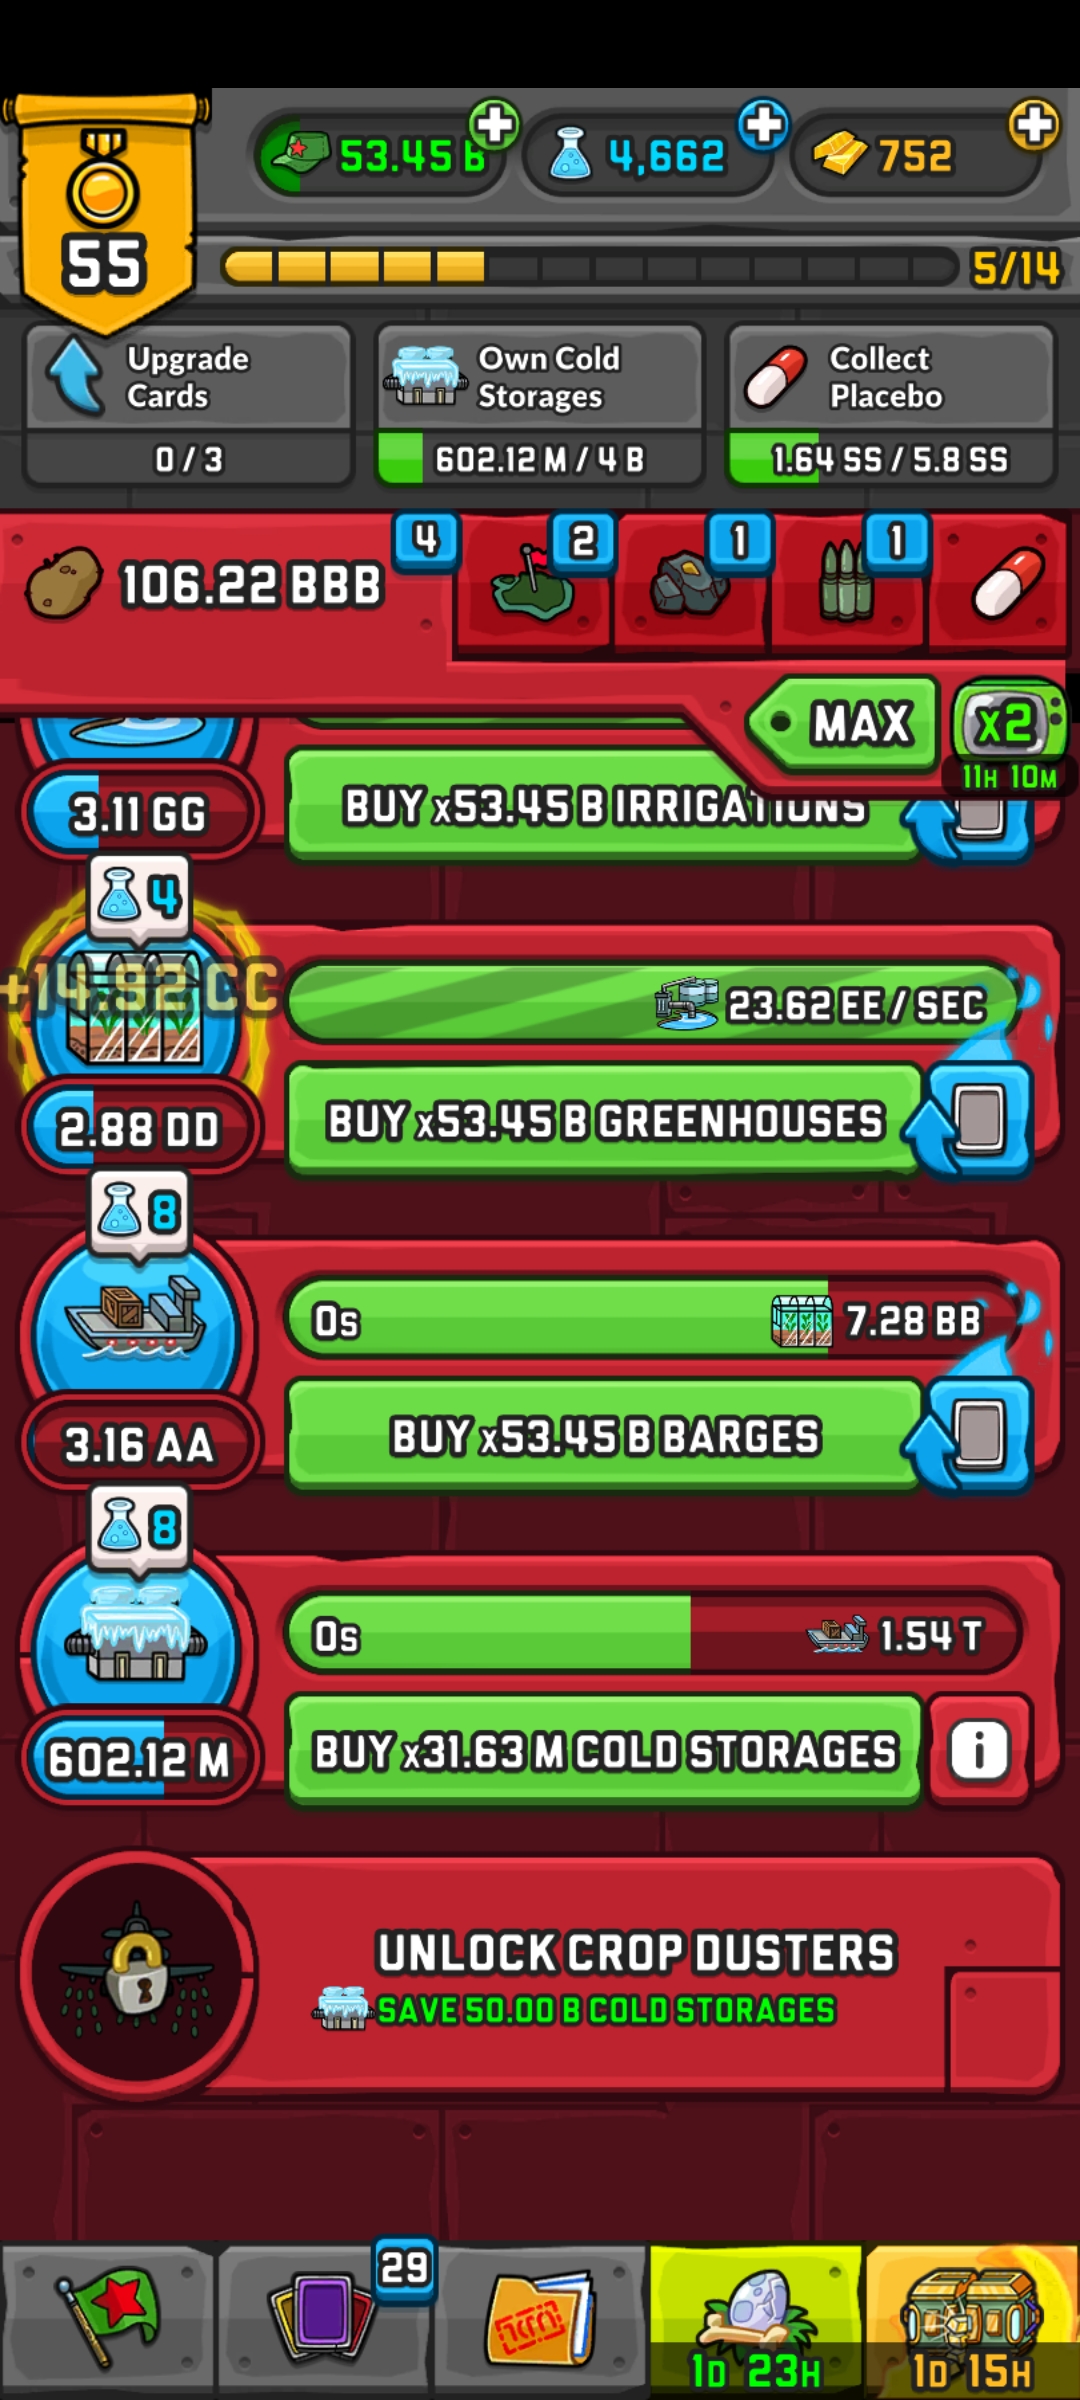 53.45 B
4,662
752
55
5/14
Upgrade
Cards
0 / 3
Own Cold
Storages
602.12 M / 4 B
Collect
Placebo
1.64 SS / 5.8 SS
106.22 BBB
4
2
1
1
MAX
X2
11H 10M
3.11 GG
BUY x53.45 B IRRIGATIONS
4
+14.92 CC
23.62 EE / SEC
2.88 DD
BUY x53.45 B GREENHOUSES
8
0s
7.28 BB
3.16 AA
BUY x53.45 B BARGES
8
0s
1.54 T
602.12 M
BUY x31.63 M COLD STORAGES
i
UNLOCK CROP DUSTERS
SAVE 50.00 B COLD STORAGES
29
1D 23H
1D 15H